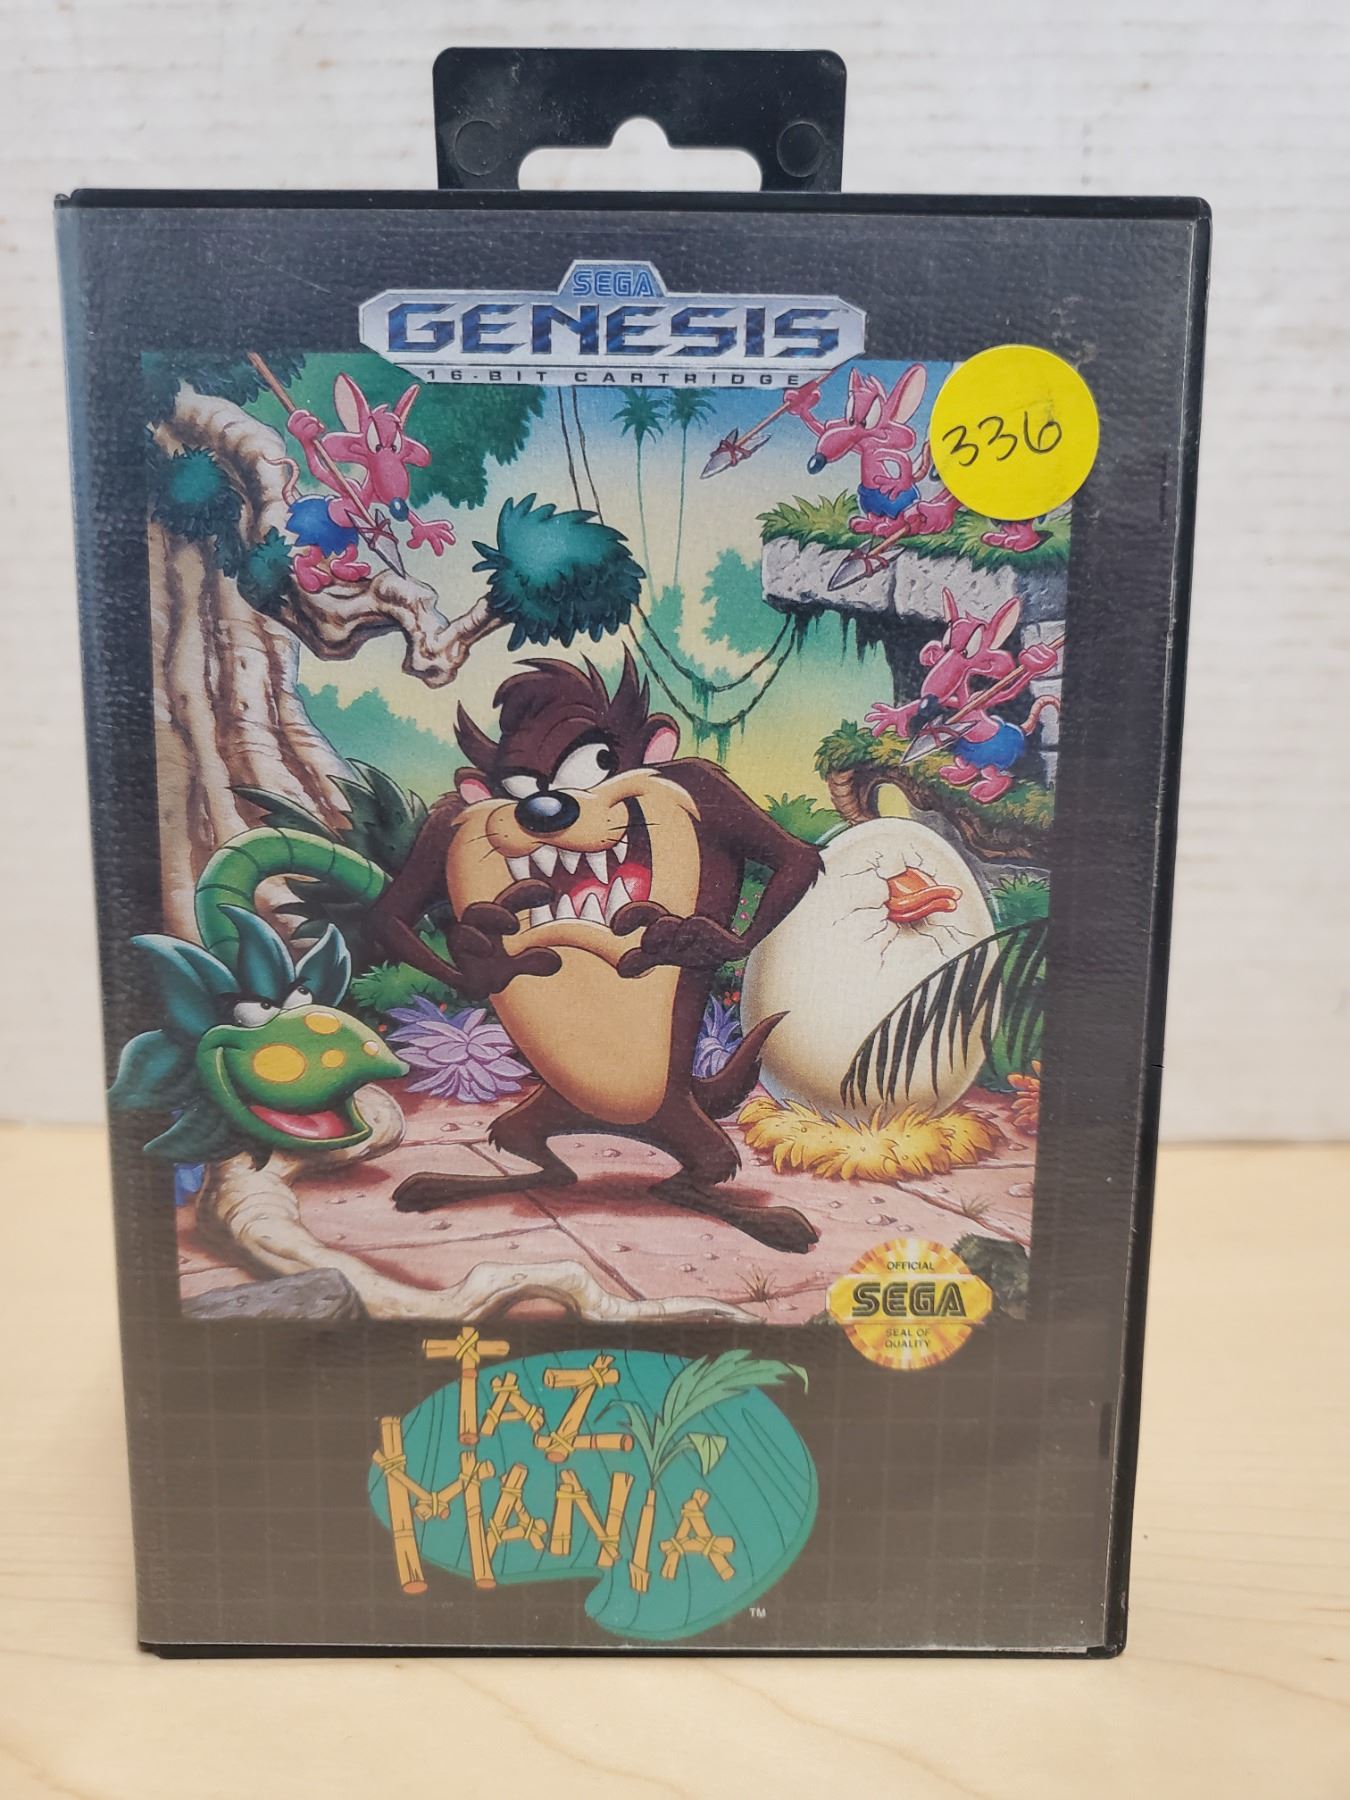 SEGA
GENESIS
16-BIT CARTRIDGE
336
OFFICIAL
SEGA
SEAL OF
QUALITY
TAZ
MANIA
TM